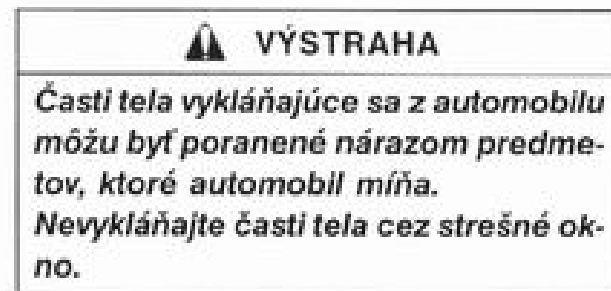 VÝSTRAHA
Časti tela vykláňajúce sa z automobilu
môžu byť poranené nárazom predme-
tov, ktoré automobil míňa.
Nevykláňajte časti tela cez strešné ok-
no.